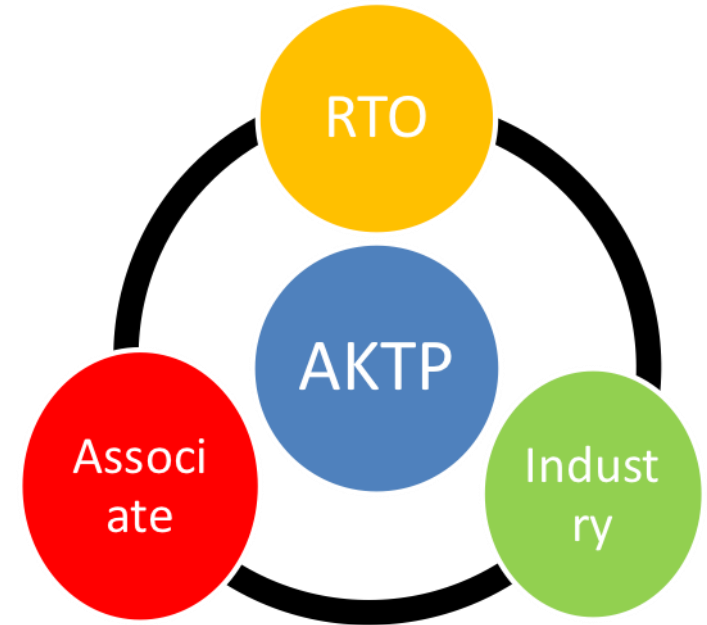 RTO
AKTP
Associ
ate
Indust
ry